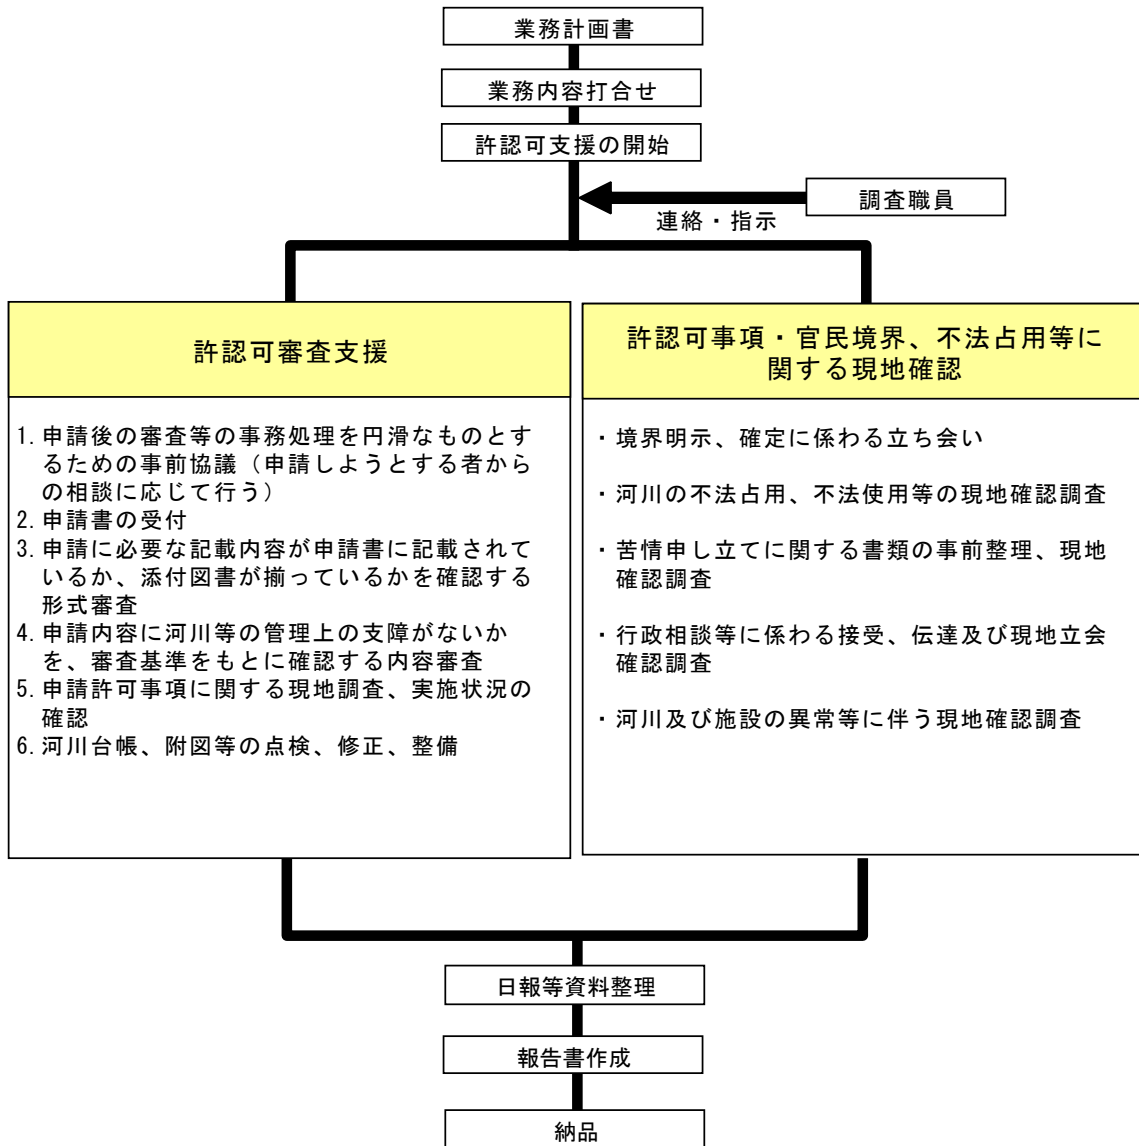 業務計画書
業務内容打合せ
許認可支援の開始
調査職員
連絡・指示
許認可審査支援
1. 申請後の審査等の事務処理を円滑なものとす
るための事前協議（申請しようとする者から
の相談に応じて行う）
2. 申請書の受付
3. 申請に必要な記載内容が申請書に記載されて
いるか、添付図書が揃っているかを確認する
形式審査
4. 申請内容に河川等の管理上の支障がないか
を、審査基準をもとに確認する内容審査
5. 申請許可事項に関する現地調査、実施状況の
確認
6. 河川台帳、附図等の点検、修正、整備
許認可事項・官民境界、不法占用等に
関する現地確認
・境界明示、確定に係わる立ち会い
・河川の不法占用、不法使用等の現地確認調査
・苦情申し立てに関する書類の事前整理、現地
確認調査
・行政相談等に係わる接受、伝達及び現地立会
確認調査
・河川及び施設の異常等に伴う現地確認調査
日報等資料整理
報告書作成
納品